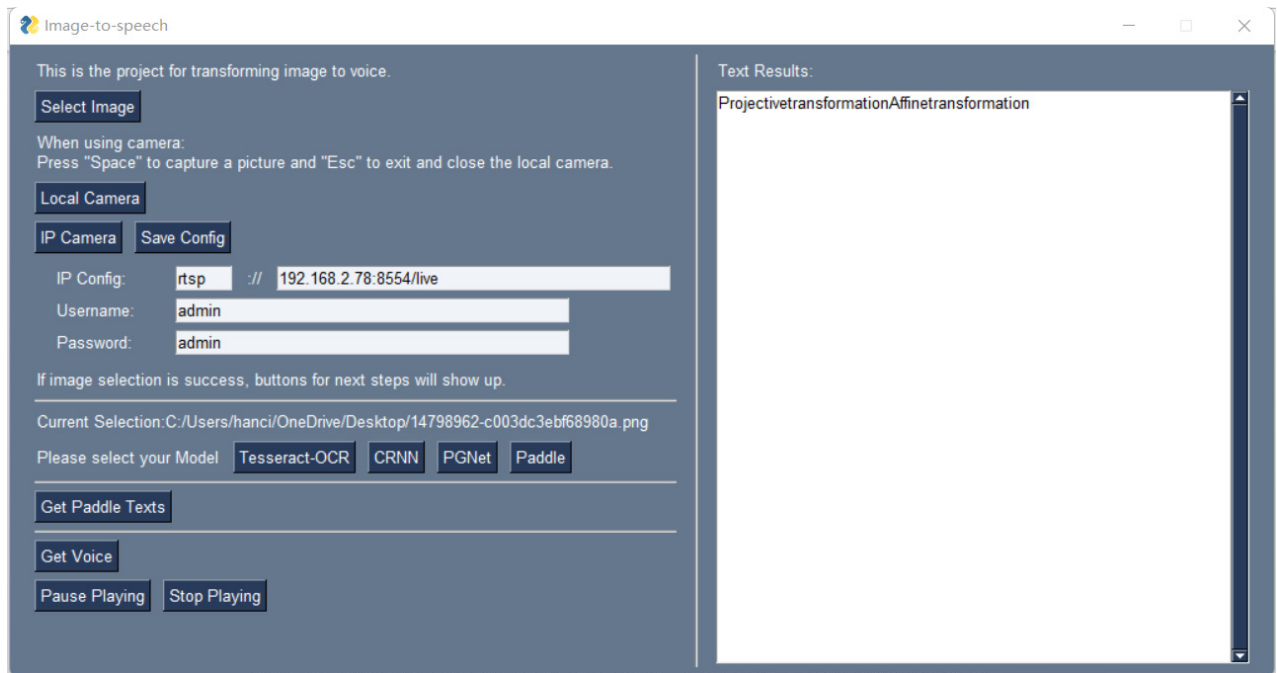 Image-to-speech
This is the project for transforming image to voice.
Select Image
When using camera:
Press "Space" to capture a picture and "Esc" to exit and close the local camera.
Local Camera
IP Camera Save Config
IP Config: rtsp :// 192.168.2.78:8554/live
Username: admin
Password: admin
If image selection is success, buttons for next steps will show up.
Current Selection:C:/Users/hanci/OneDrive/Desktop/14798962-c003dc3ebf68980a.png
Please select your Model Tesseract-OCR CRNN PGNet Paddle
Get Paddle Texts
Get Voice
Pause Playing Stop Playing
Text Results:
ProjectivetransformationAffinetransformation